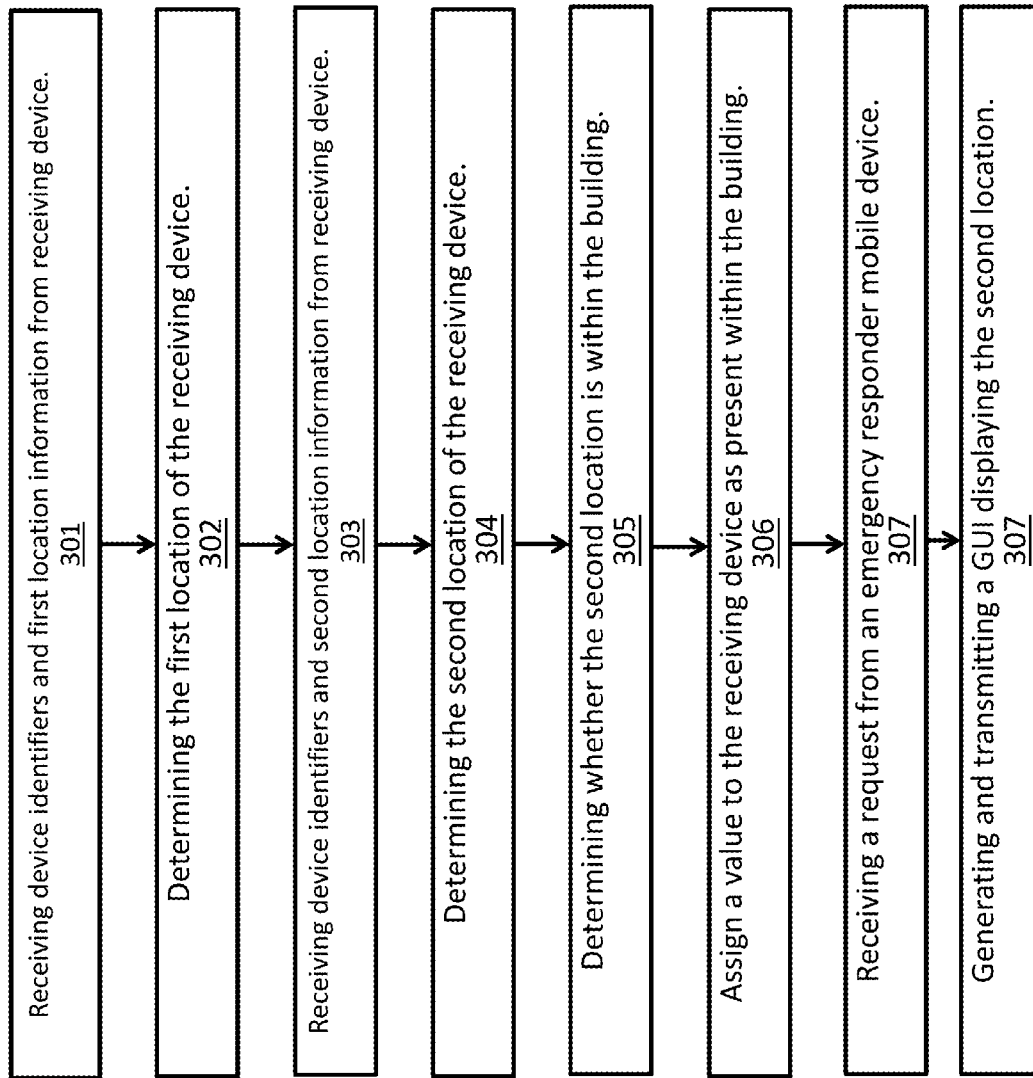 Receiving device identifiers and first location information from receiving device.
301
Determining the first location of the receiving device.
302
Receiving device identifiers and second location information from receiving device.
303
Determining the second location of the receiving device.
304
Determining whether the second location is within the building.
305
Assign a value to the receiving device as present within the building.
306
Receiving a request from an emergency responder mobile device.
307
Generating and transmitting a GUI displaying the second location.
307